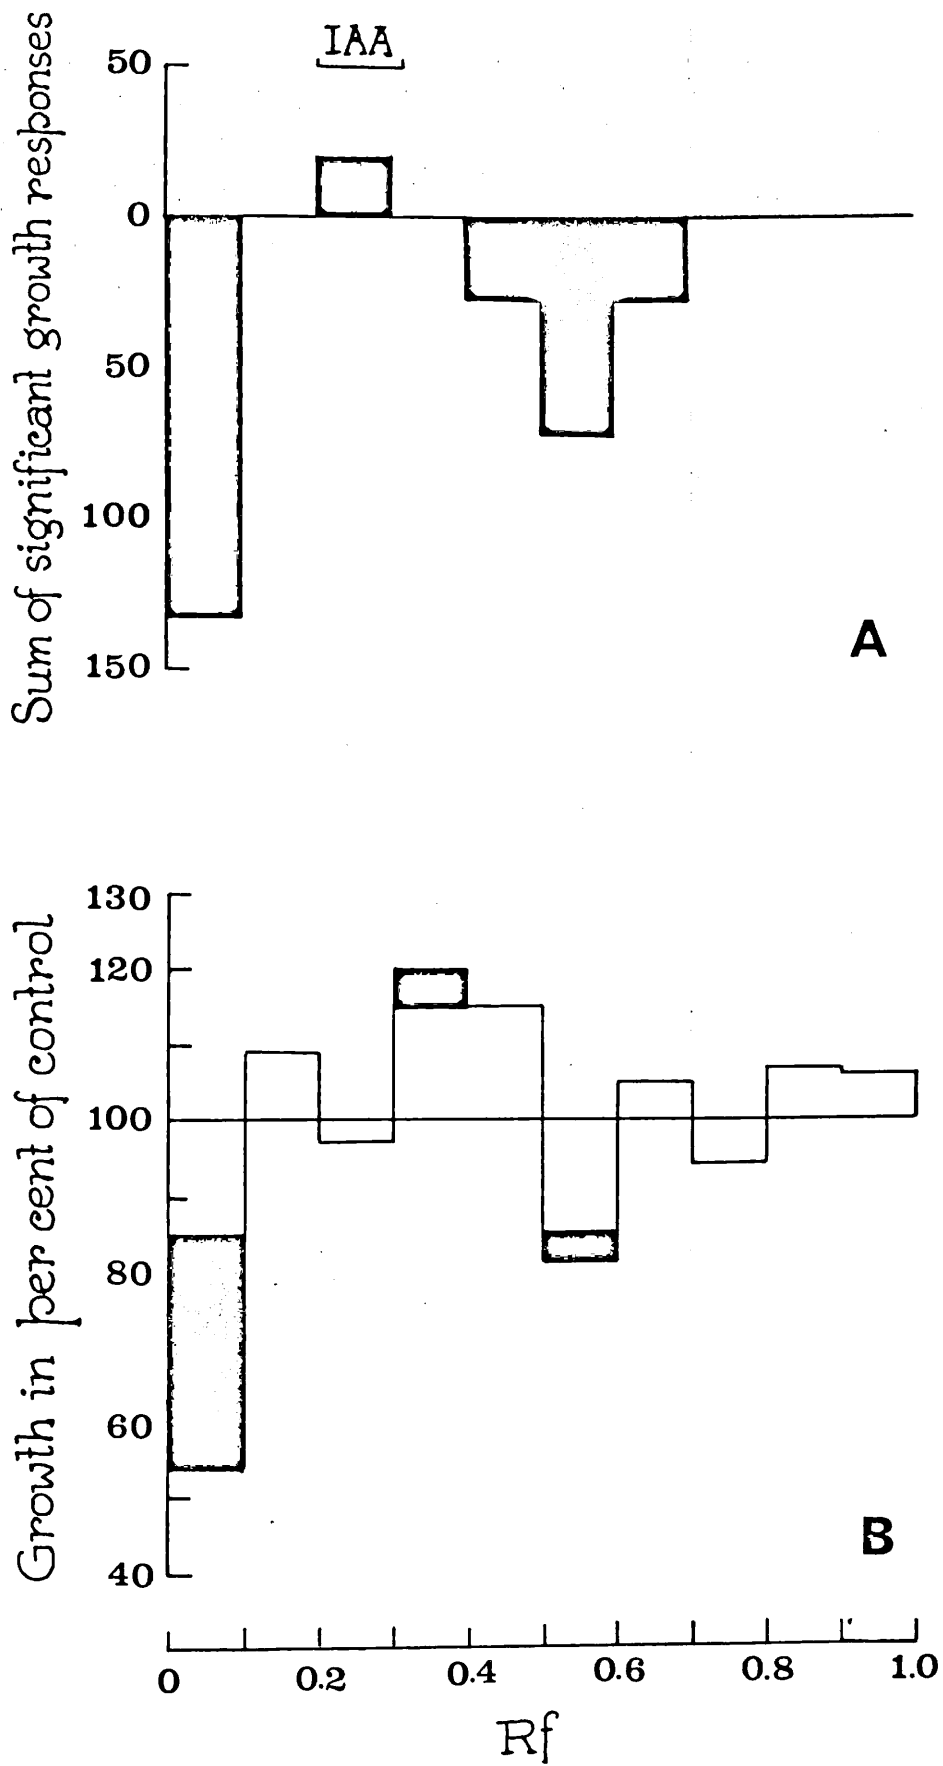 Sum of significant growth responses
IAA
50
0
50
100
150
A
Growth in per cent of control
130
120
100
80
60
40
B
0 0.2 0.4 0.6 0.8 1.0
Rf